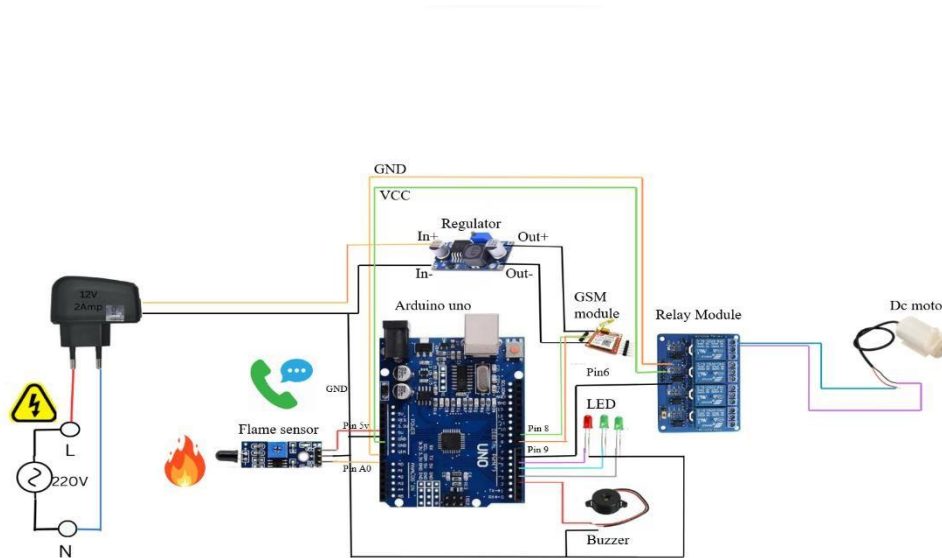 GND
VCC
Regulator
In+
Out+
In-
Out-
12V
2Amp
Arduino uno
GSM
module
Relay Module
Dc moto
Pin6
GND
LED
Flame sensor
Pin 5v
Pin 8
Pin 9
Pin A0
UNO
L
220V
N
Buzzer